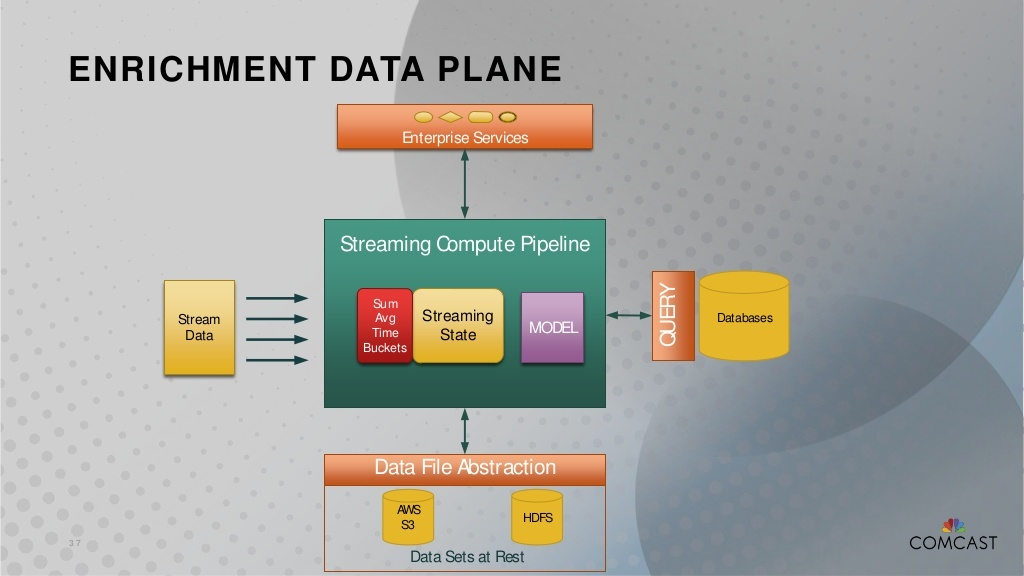 ENRICHMENT DATA PLANE
Enterprise Services
Streaming Compute Pipeline
Stream
Data
Sum
Avg
Time
Buckets
Streaming
State
MODEL
QUERY
Databases
Data File Abstraction
AWS
S3
HDFS
Data Sets at Rest
37
COMCAST